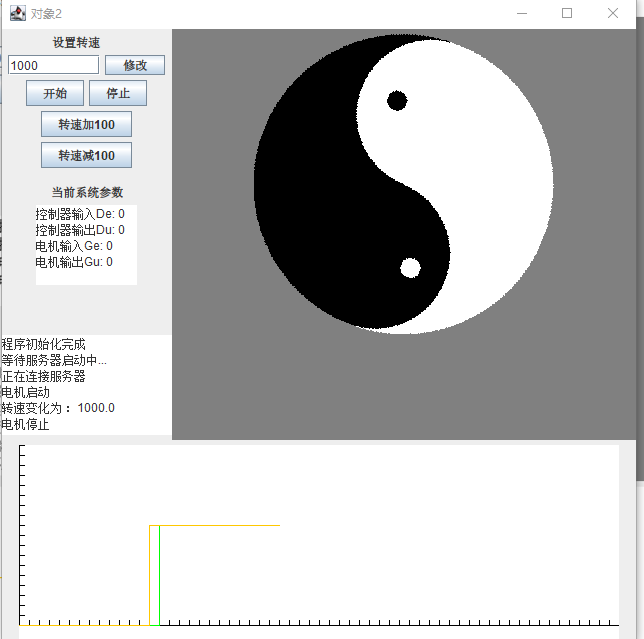 对象2
设置转速
1000
修改
开始
停止
转速加100
转速减100
当前系统参数
控制器输入De: 0
控制器输出Du: 0
电机输入Ge: 0
电机输出Gu: 0
程序初始化完成
等待服务器启动中...
正在连接服务器
电机启动
转速变化为 : 1000.0
电机停止